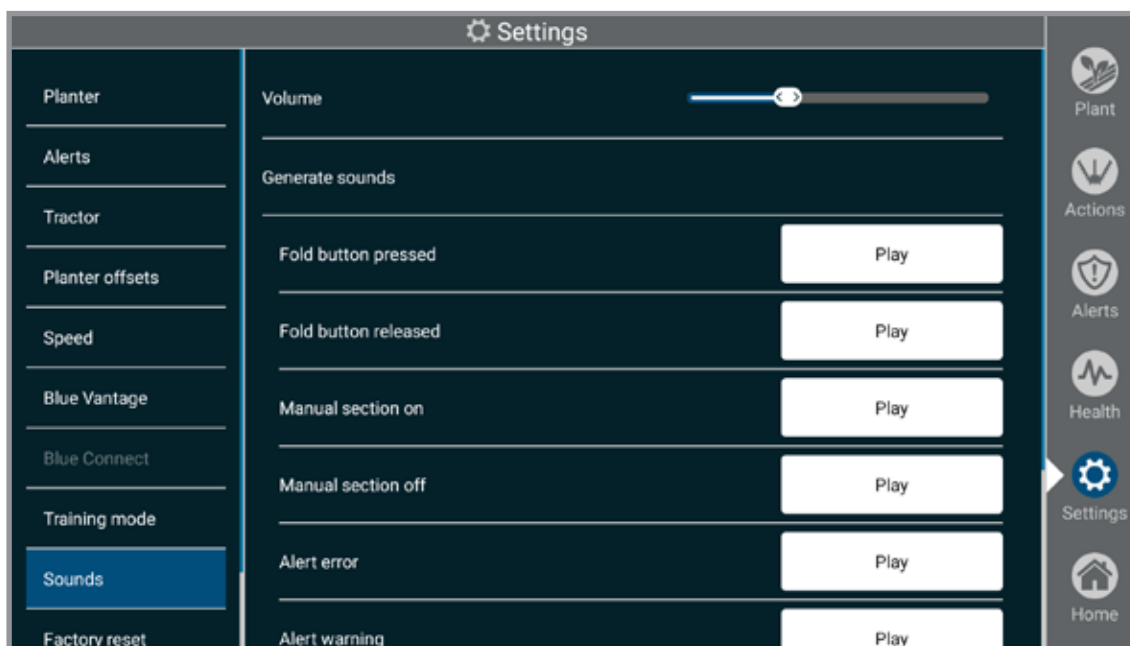 Settings
Planter
Alerts
Tractor
Planter offsets
Speed
Blue Vantage
Blue Connect
Training mode
Sounds
Factory reset
Volume
Generate sounds
Fold button pressed Play
Fold button released Play
Manual section on Play
Manual section off Play
Alert error Play
Alert warning Play
Plant
Actions
Alerts
Health
Settings
Home